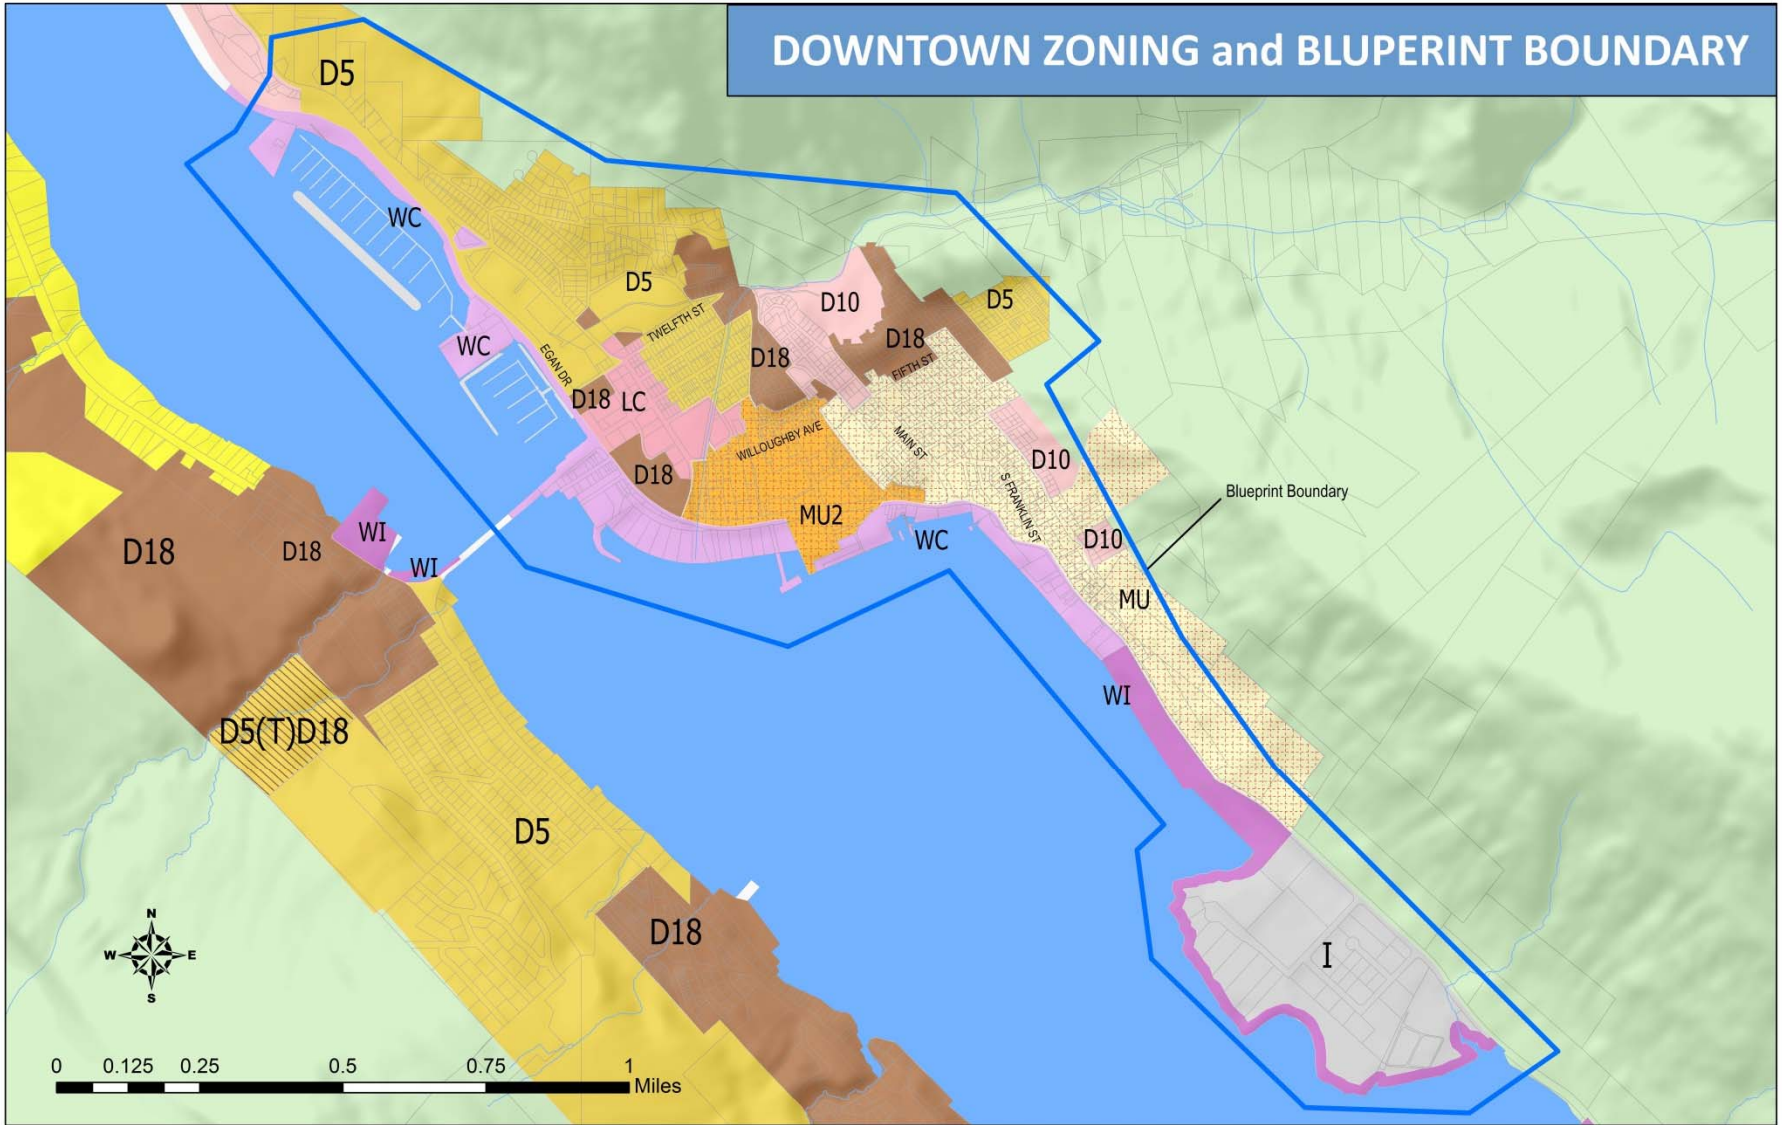 DOWNTOWN ZONING and BLUPERINT BOUNDARY
D5
WC
D5
TWELFTH ST
D10
D5
WC
EGAN DR
D18
D18
FIFTH ST
D18
LC
WILLOUGHBY AVE
MAIN ST
D18
D10
S FRANKLIN ST
Blueprint Boundary
MU2
WC
D10
WI
D18
D18
WI
MU
WI
D5(T)D18
D5
D18
I
N
W
E
S
0 0.125 0.25 0.5 0.75 1
Miles